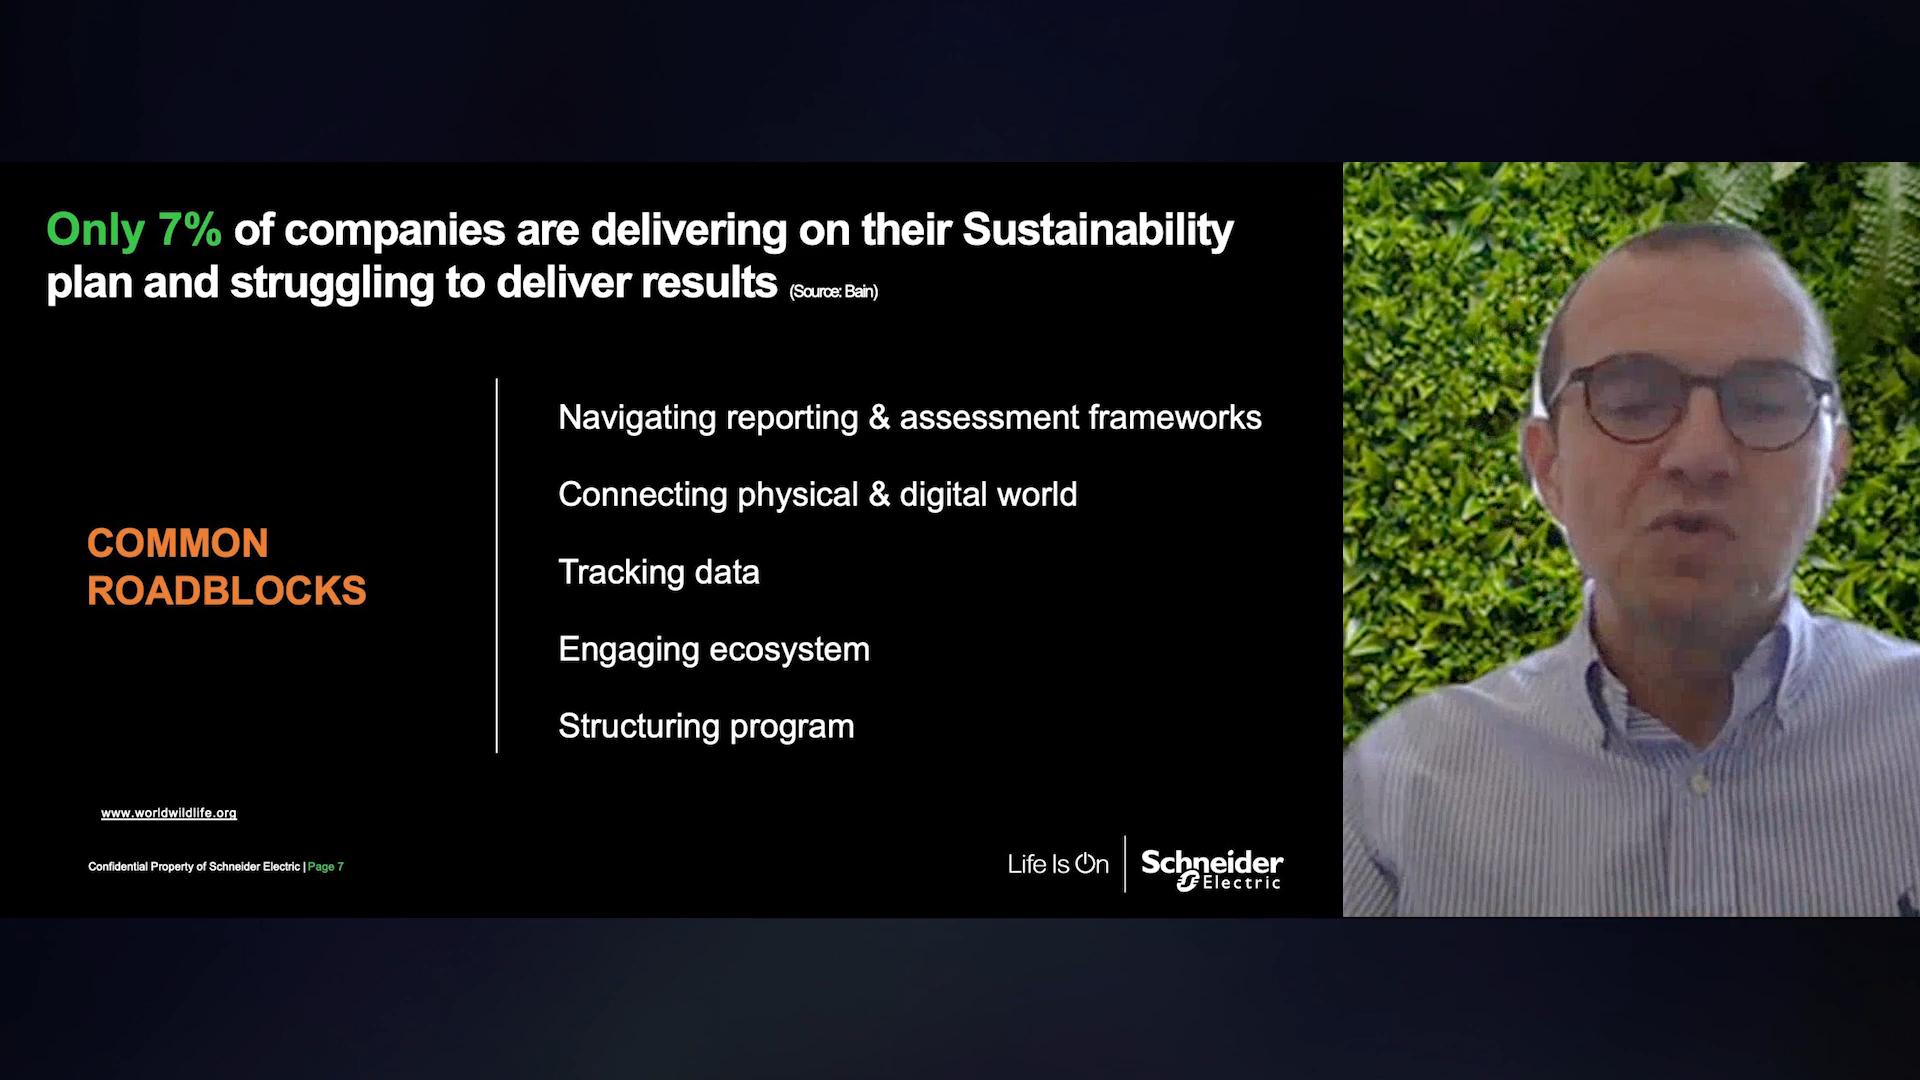 Only 7% of companies are delivering on their Sustainability
plan and struggling to deliver results (Source: Bain)
COMMON
ROADBLOCKS
Navigating reporting & assessment frameworks
Connecting physical & digital world
Tracking data
Engaging ecosystem
Structuring program
www.worldwildlife.org
Confidential Property of Schneider Electric | Page 7
Life Is On
Schneider
Electric